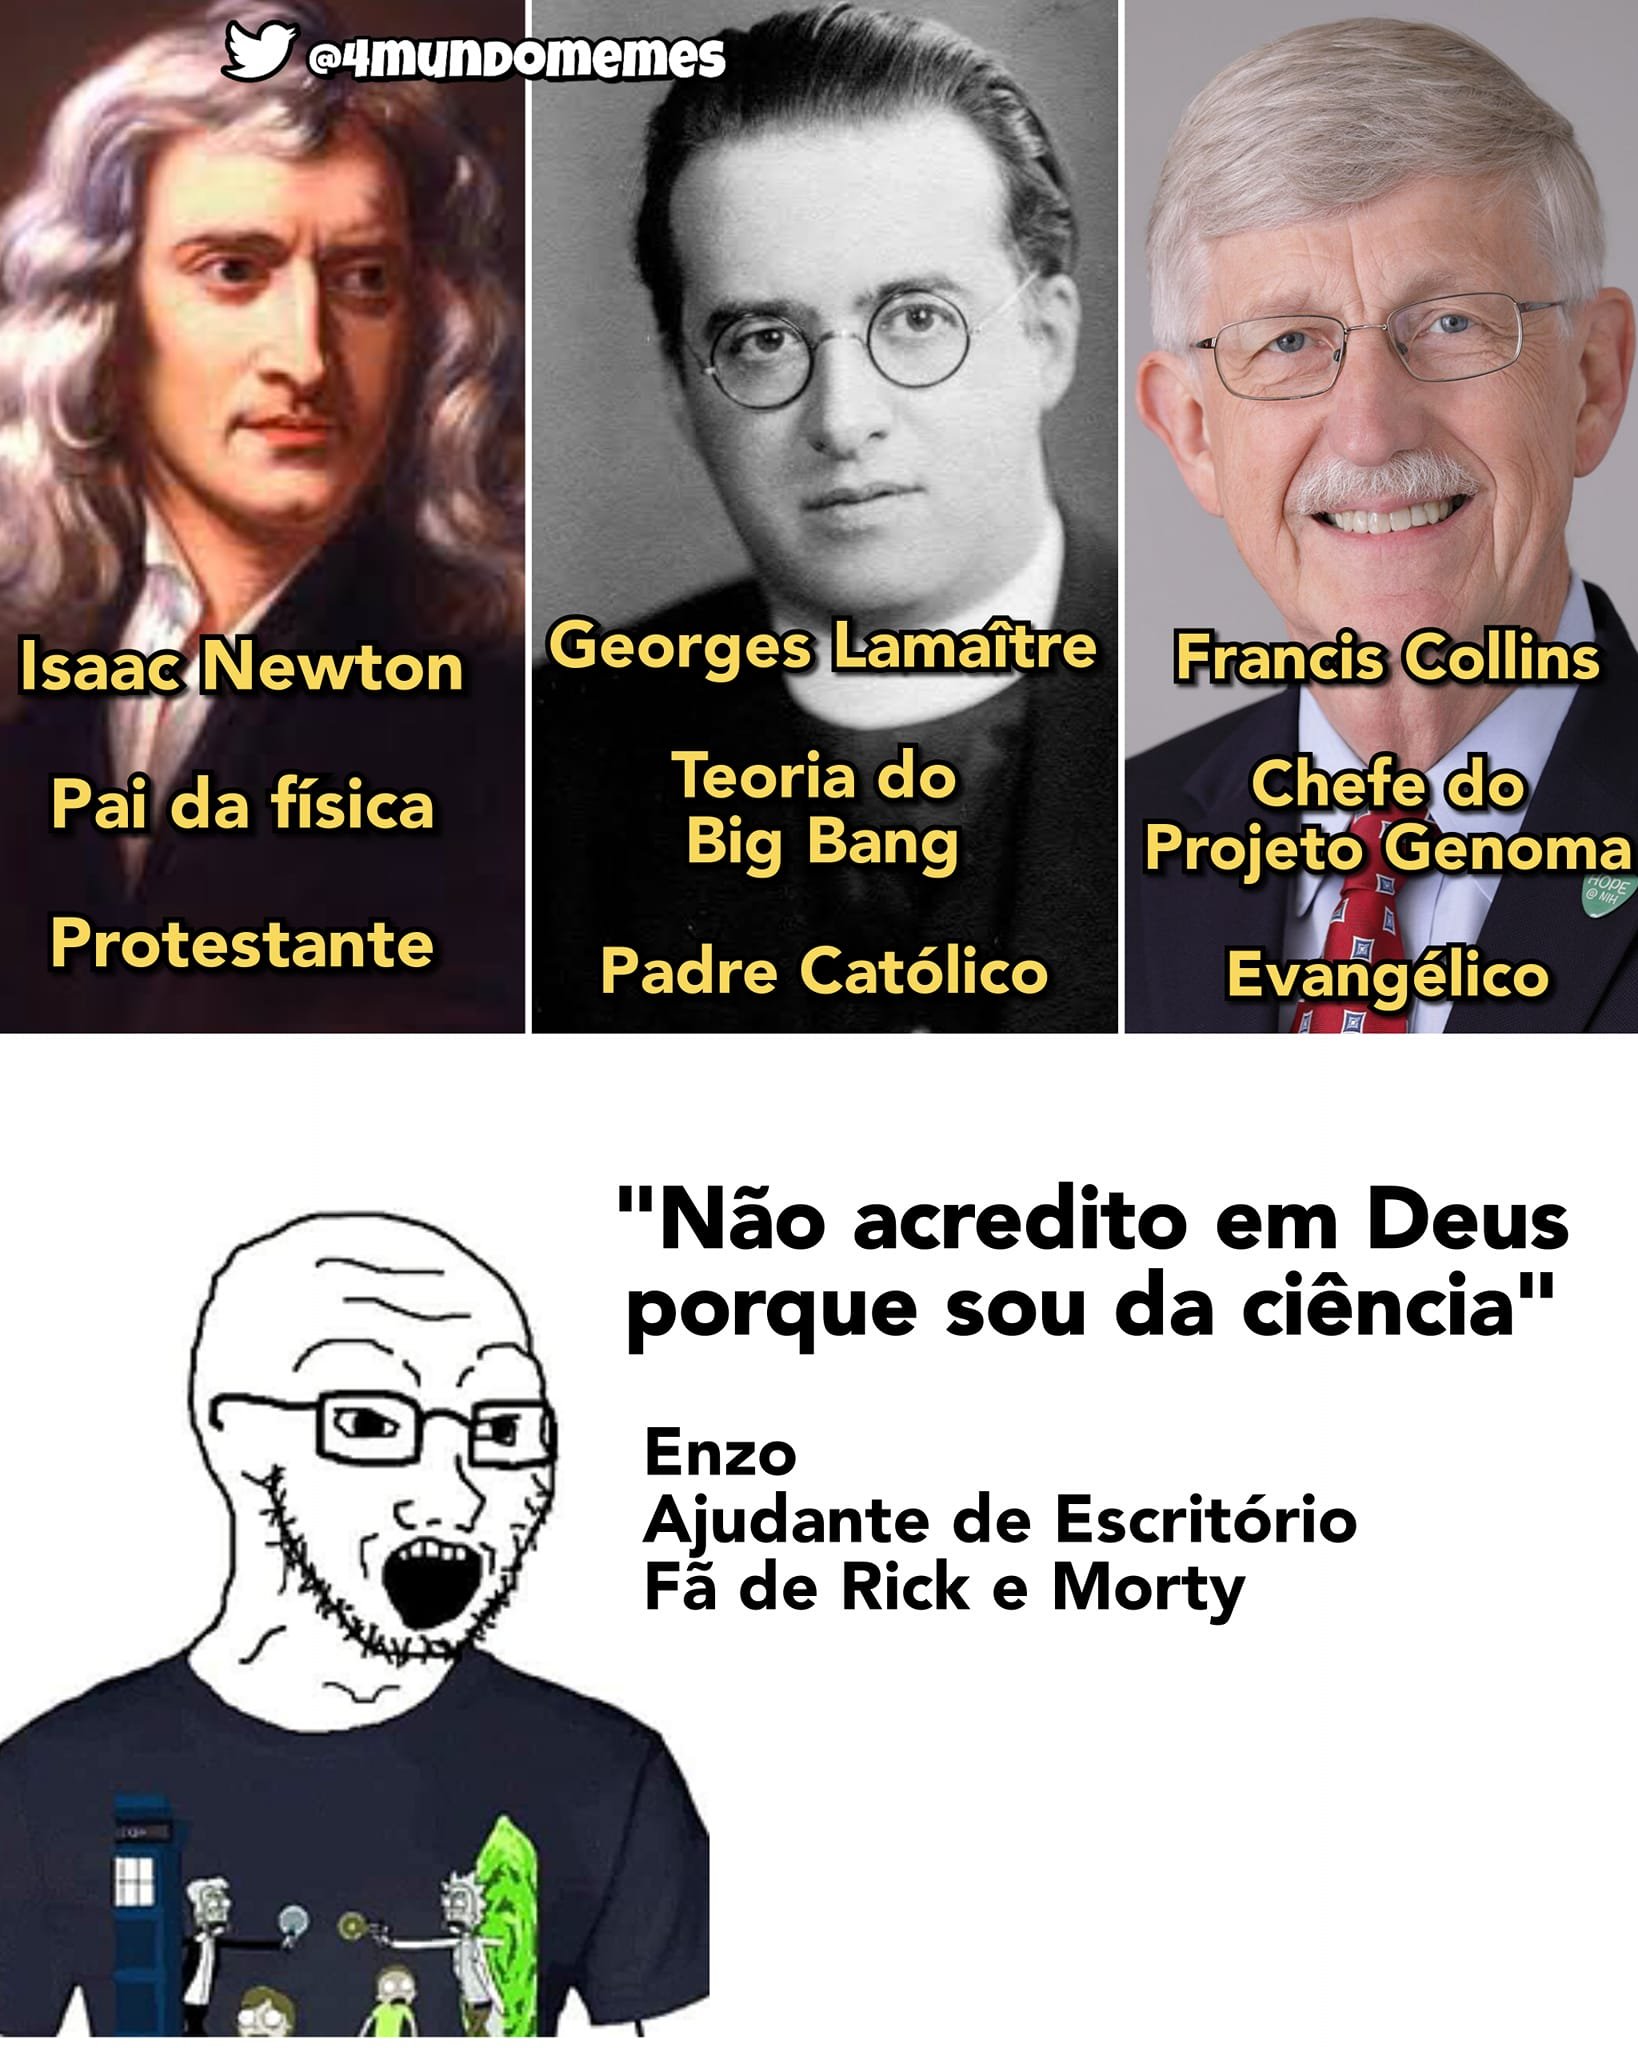 @4mundomemes
Isaac Newton
Pai da física
Protestante
Georges Lamaître
Teoria do
Big Bang
Padre Católico
Francis Collins
Chefe do
Projeto Genoma
Evangélico
HOPE
@ NIH
"Não acredito em Deus
porque sou da ciência"
Enzo
Ajudante de Escritório
Fã de Rick e Morty